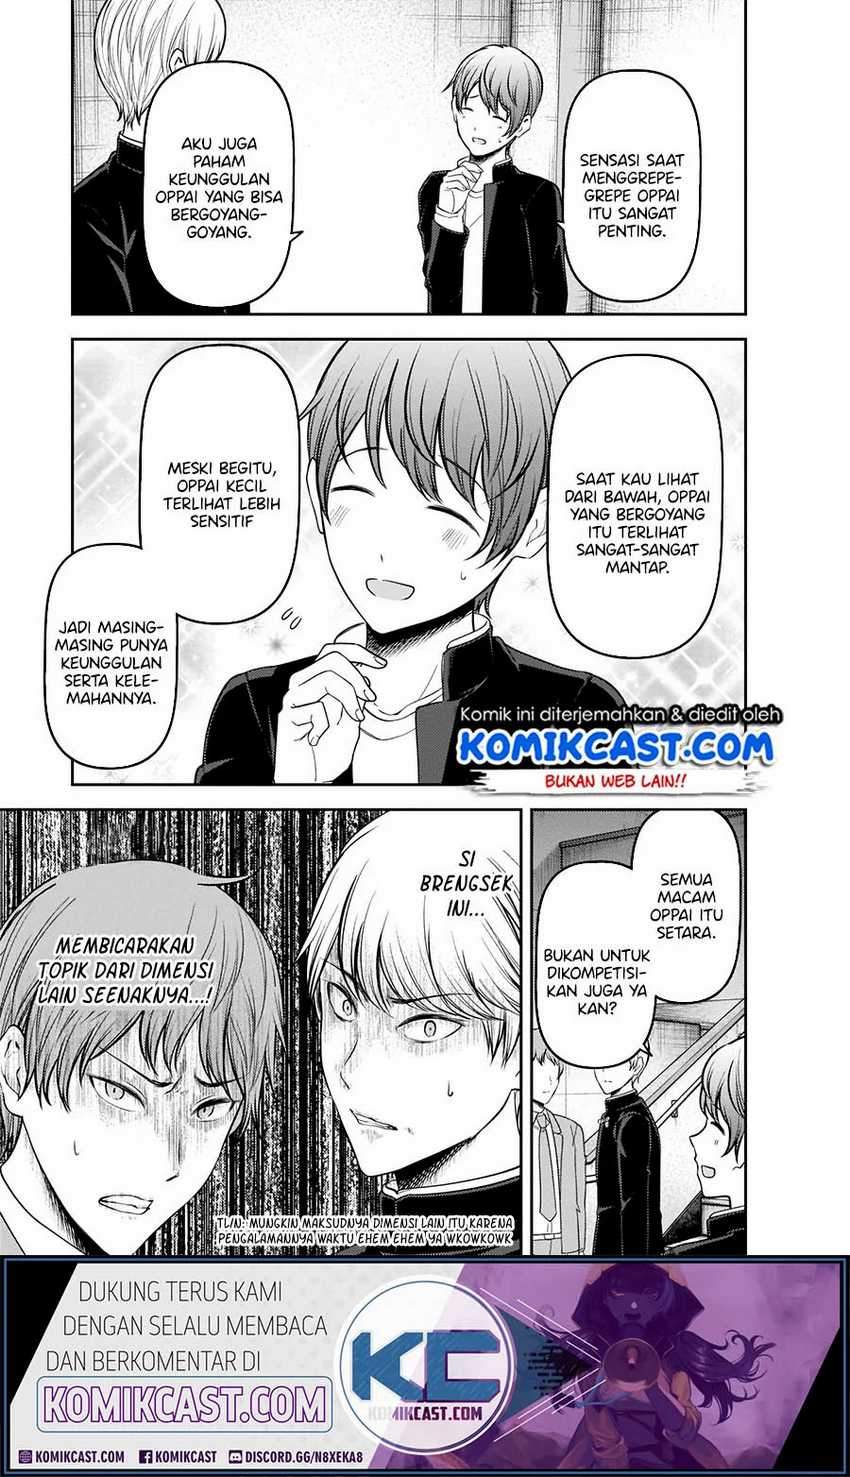 SENSASI SAAT
MENGGREPE-
GREPE OPPAI
ITU SANGAT
PENTING.
AKU JUGA
PAHAM
KEUNGGULAN
OPPAI YANG BISA
BERGOYANG-
GOYANG.
SAAT KAU LIHAT
DARI BAWAH, OPPAI
YANG BERGOYANG
ITU TERLIHAT
SANGAT-SANGAT
MANTAP.
MESKI BEGITU,
OPPAI KECIL
TERLIHAT LEBIH
SENSITIF
JADI MASING-
MASING PUNYA
KEUNGGULAN
SERTA KELE-
MAHANNYA.
Komik ini diterjemahkan & diedit oleh
KOMIKCAST.COM
BUKAN WEB LAIN!!
SEMUA
MACAM
OPPAI ITU
SETARA.
BUKAN UNTUK
DIKOMPETISI-
KAN JUGA YA
KAN?
SI
BRENGSEK
INI...
MEMBICARAKAN
TOPIK DARI DIMENSI
LAIN SEENAKNYA...!
TL/N: MUNGKIN MAKSUDNYA DIMENSI LAIN ITU KARENA
PENGALAMANNYA WAKTU EHEM EHEM YA WKOWKOWK
DUKUNG TERUS KAMI
DENGAN SELALU MEMBACA
DAN BERKOMENTAR DI
KOMIKCAST.COM
KC
KOMIKCAST.COM
KOMIKCAST.COM KOMIKCAST DISCORD.GG/N8XEKA8